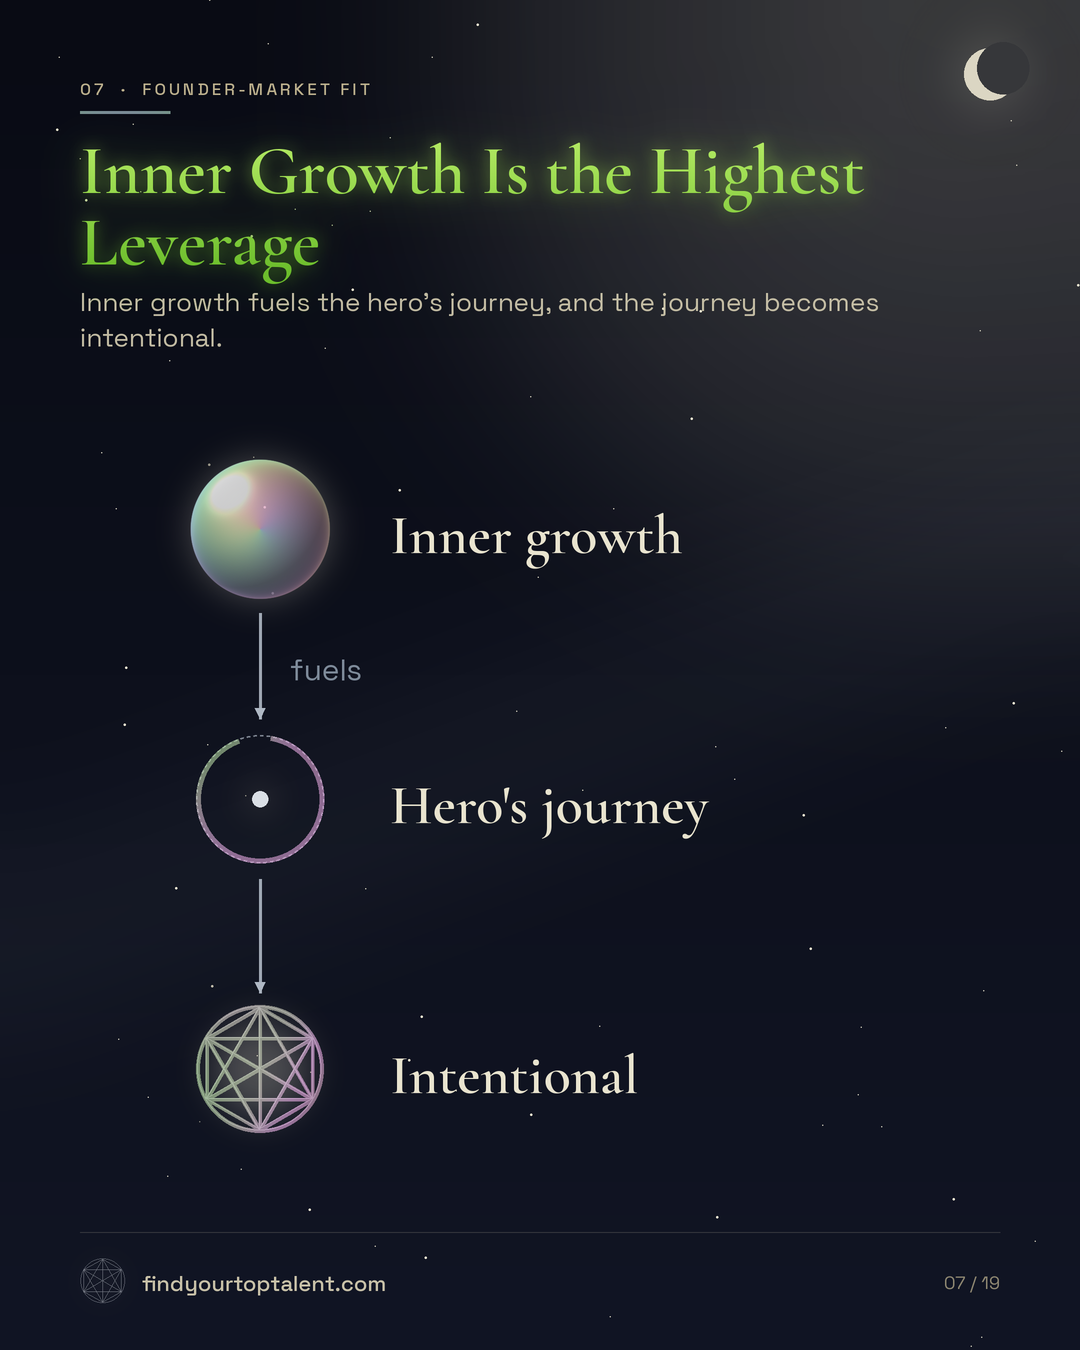 07 · FOUNDER-MARKET FIT
Inner Growth Is the Highest
Leverage
Inner growth fuels the hero’s journey, and the journey becomes
intentional.
Inner growth
fuels
Hero's journey
Intentional
findyourtoptalent.com
07 / 19